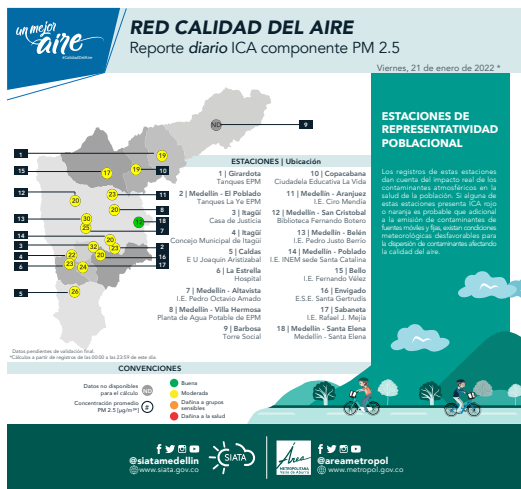 un mejor
aire
#CalidadDelAire
RED CALIDAD DEL AIRE
Reporte diario ICA componente PM 2.5
Viernes, 21 de enero de 2022 *
ESTACIONES DE
REPRESENTATIVIDAD
POBLACIONAL
Los registros de estas estaciones
dan cuenta del impacto real de los
contaminantes atmosféricos en la
salud de la población. Si alguna de
estas estaciones presenta ICA rojo
o naranja es probable que adicional
a la emisión de contaminantes de
fuentes móviles y fijas, existan condiciones
meteorológicas desfavorables para
la dispersión de contaminantes afectando
la calidad del aire.
ND
9
1
15
19
17
19
10
12
20
23
11
20
8
13
30
18
25
7
14
20
3
32
23
2
4
22
20
16
6
23
24
17
5
26
ESTACIONES | Ubicación
1 | Girardota
Tanques EPM
2 | Medellín - El Poblado
Tanques La Ye EPM
3 | Itagüí
Casa de Justicia
4 | Itagüí
Concejo Municipal de Itagüí
5 | Caldas
E U Joaquín Aristizabal
6 | La Estrella
Hospital
7 | Medellín - Altavista
I.E. Pedro Octavio Amado
8 | Medellín - Villa Hermosa
Planta de Agua Potable de EPM
9 | Barbosa
Torre Social
10 | Copacabana
Ciudadela Educativa La Vida
11 | Medellín - Aranjuez
I.E. Ciro Mendía
12 | Medellín - San Cristobal
Biblioteca Fernando Botero
13 | Medellín - Belén
I.E. Pedro Justo Berrio
14 | Medellín - Poblado
I.E. INEM sede Santa Catalina
15 | Bello
I.E. Fernando Vélez
16 | Envigado
E.S.E. Santa Gertrudis
17 | Sabaneta
I.E. Rafael J. Mejía
18 | Medellín - Santa Elena
Medellín - Santa Elena
Datos pendientes de validación final.
*Cálculos a partir de registros de las 00:00 a las 23:59 de este día.
CONVENCIONES
Datos no disponibles
para el cálculo
ND
Concentración promedio
PM 2.5 [µg/m³]
#
Buena
Moderada
Dañina a grupos
sensibles
Dañina a la salud
@siatamedellin
www.siata.gov.co
SIATA
Área
METROPOLITANA
Valle de Aburrá
@areametropol
www.metropol.gov.co